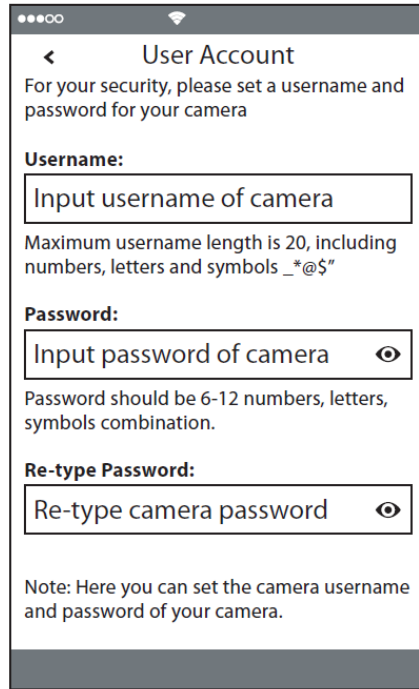 User Account
For your security, please set a username and
password for your camera
Username:
Input username of camera
Maximum username length is 20, including
numbers, letters and symbols _*@$”
Password:
Input password of camera
Password should be 6-12 numbers, letters,
symbols combination.
Re-type Password:
Re-type camera password
Note: Here you can set the camera username
and password of your camera.